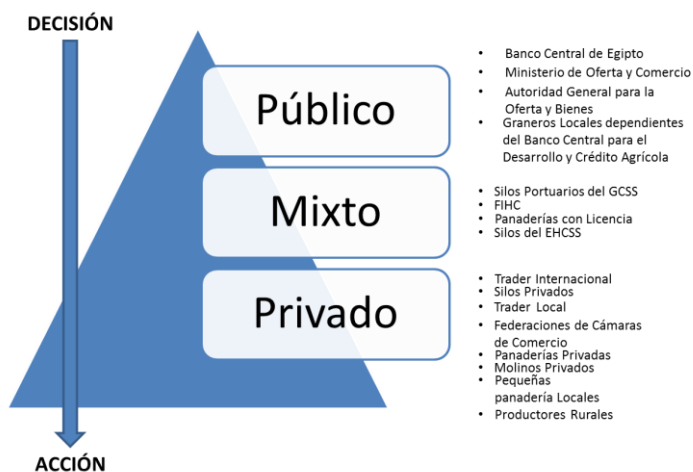 DECISIÓN
Público
• Banco Central de Egipto
• Ministerio de Oferta y Comercio
• Autoridad General para la
Oferta y Bienes
• Graneros Locales dependientes
del Banco Central para el
Desarrollo y Crédito Agrícola
Mixto
• Silos Portuarios del GCSS
• FIHC
• Panaderías con Licencia
• Silos del EHCSS
Privado
• Trader Internacional
• Silos Privados
• Trader Local
• Federaciones de Cámaras
de Comercio
• Panaderías Privadas
• Molinos Privados
• Pequeñas
panadería Locales
• Productores Rurales
ACCIÓN